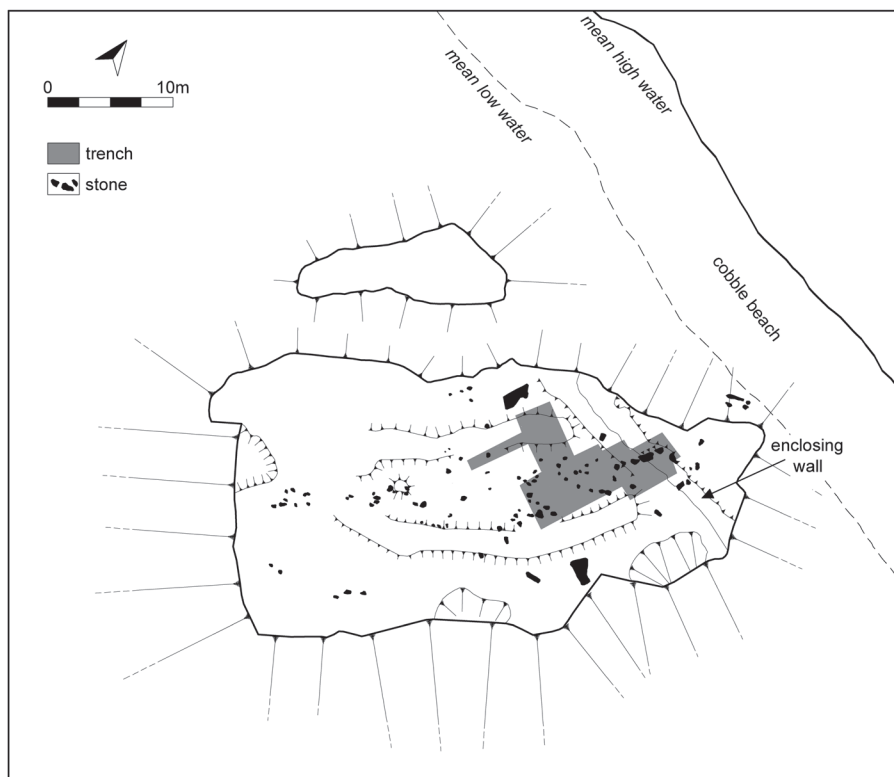 0 10m
trench
stone
mean low water
mean high water
cobble beach
enclosing
wall